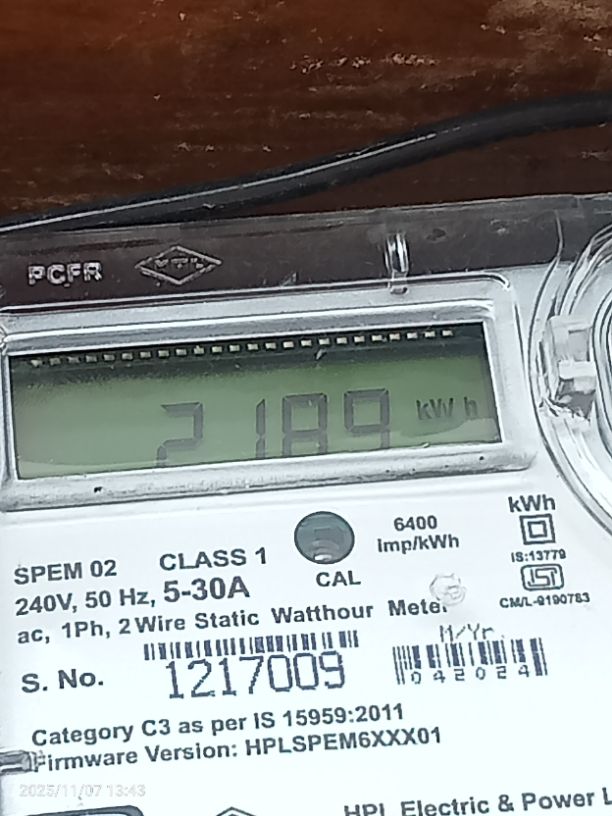 PCFR
2189 kWh
6400
imp/kWh
kWh
IS:13779
CM/L-9190783
CAL
SPEM 02 CLASS 1
240V, 50 Hz, 5-30A
ac, 1Ph, 2 Wire Static Watthour Meter
M/Yr.
S. No. 1217009
042024
Category C3 as per IS 15959:2011
Firmware Version: HPLSPEM6XXX01
2025/11/07 13:43
HPL Electric & Power L